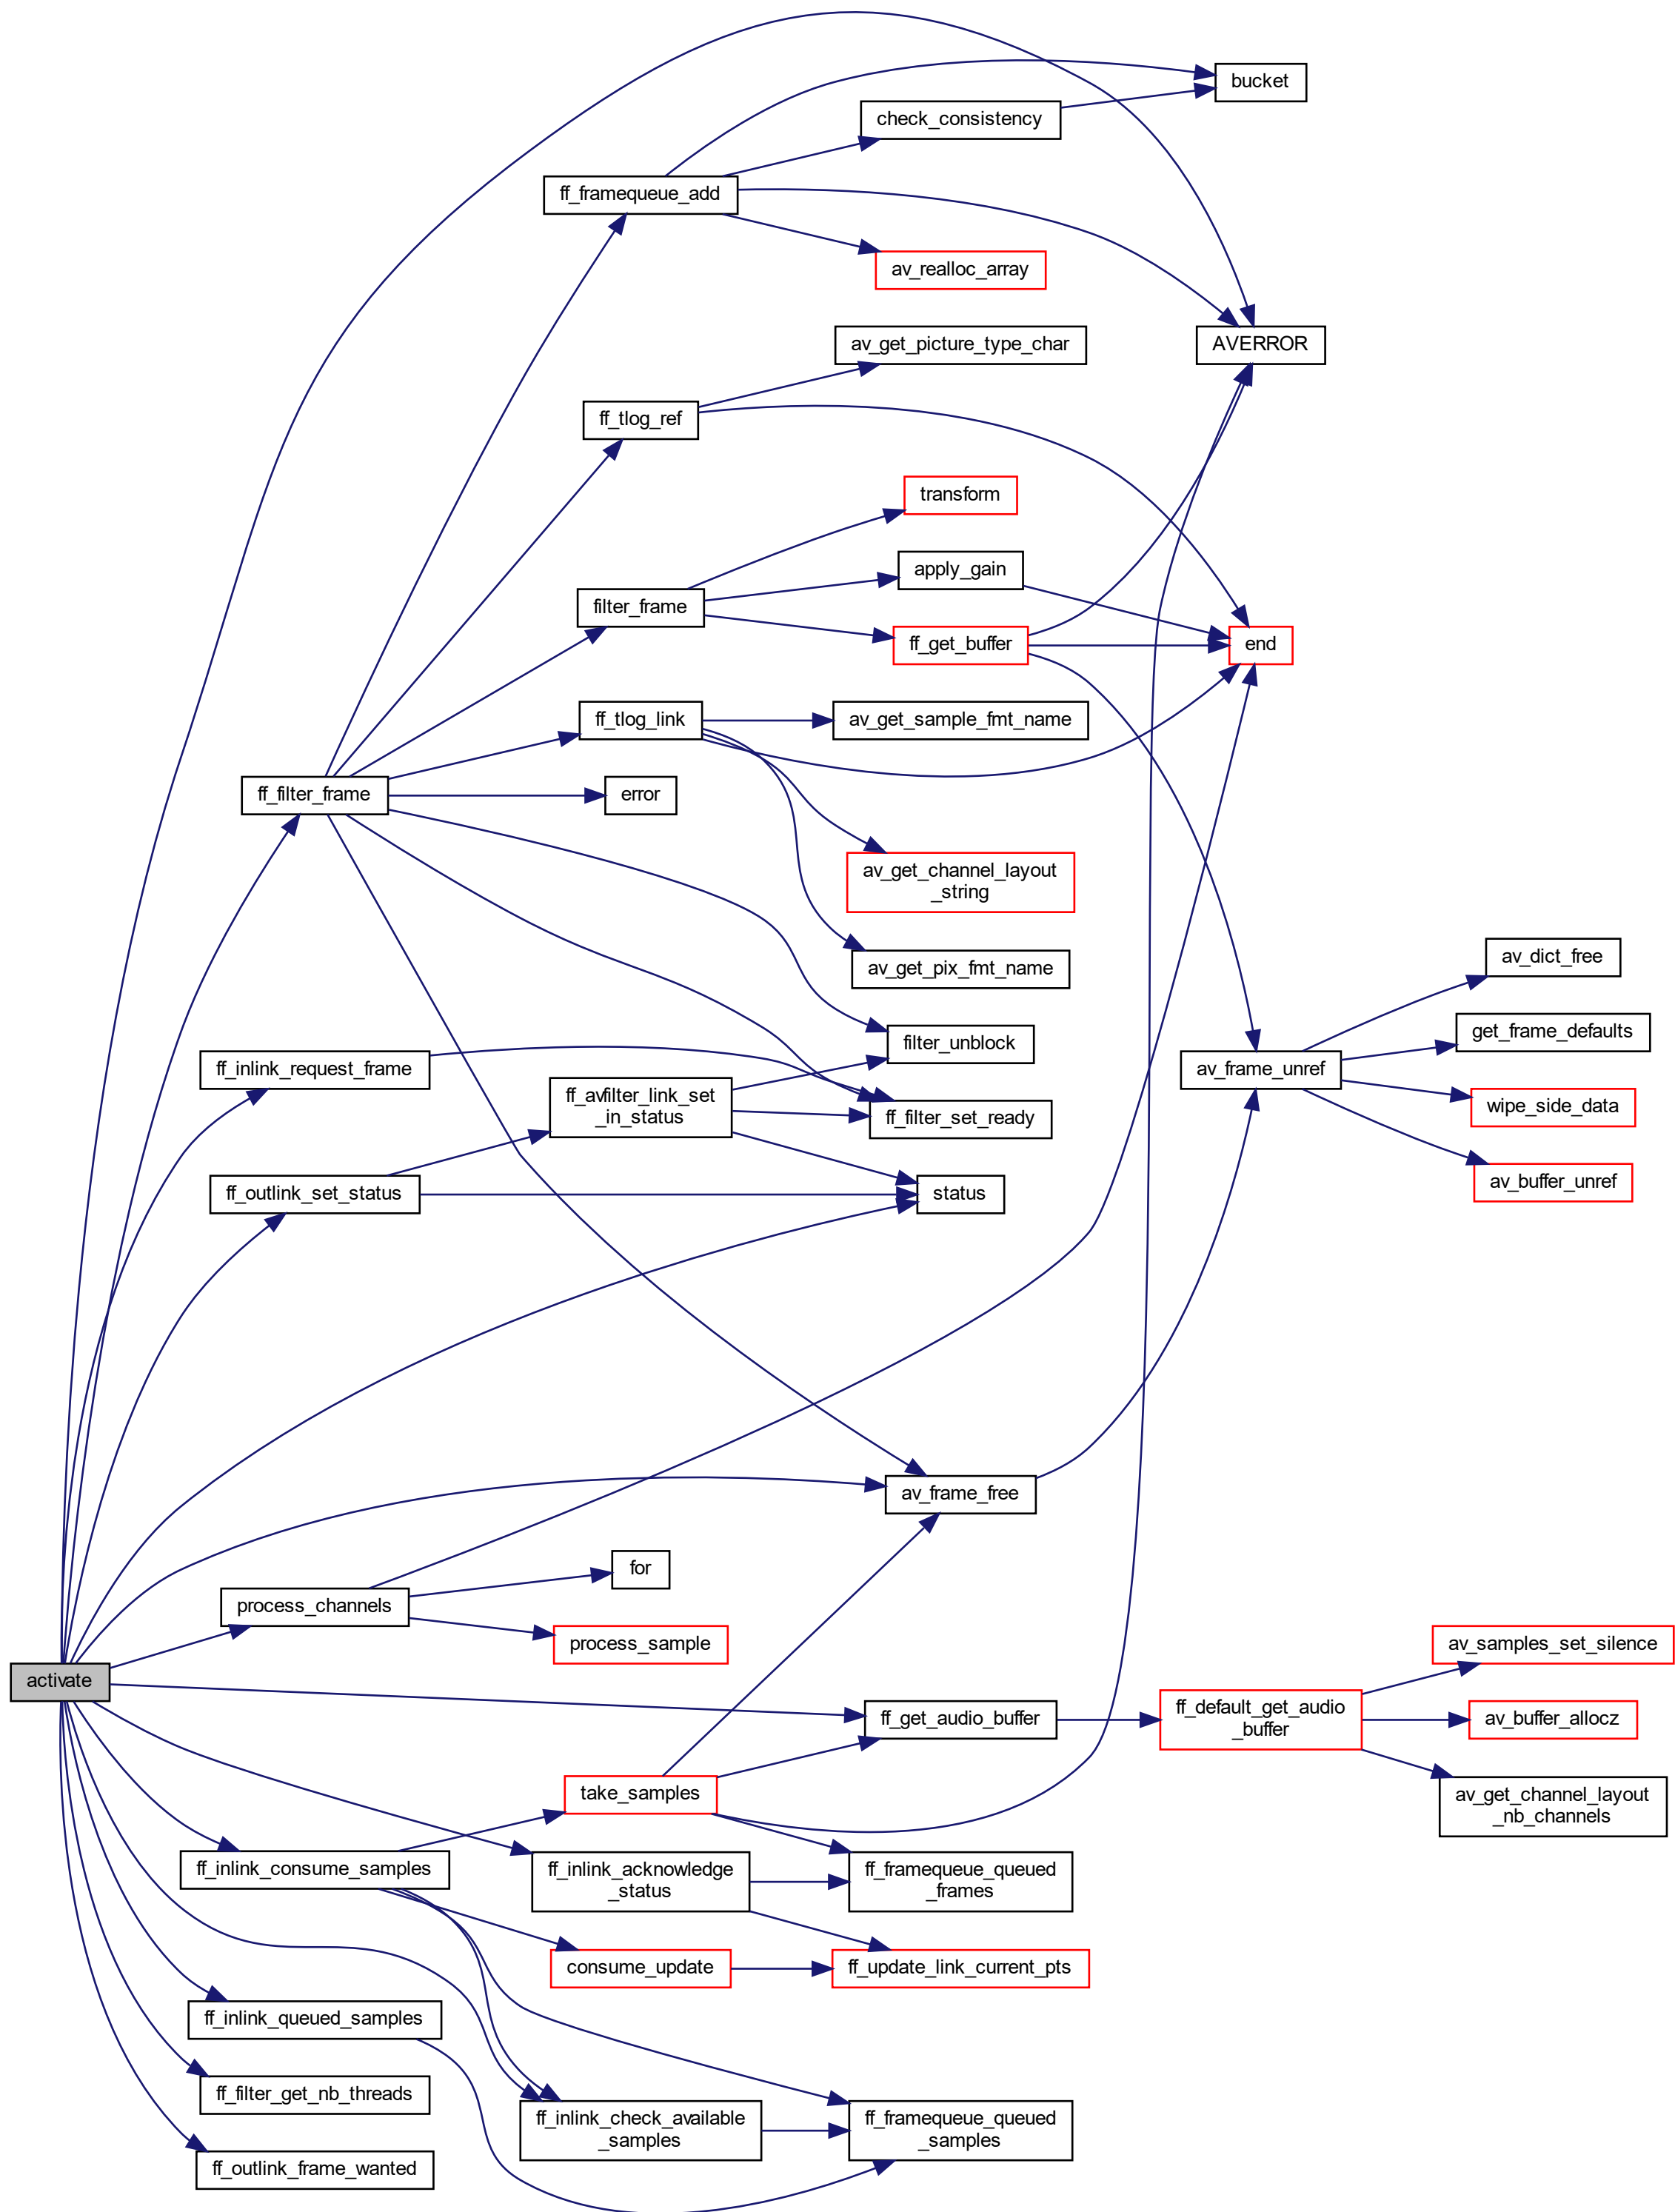 bucket
check_consistency
ff_framequeue_add
av_realloc_array
av_get_picture_type_char
AVERROR
ff_tlog_ref
transform
apply_gain
filter_frame
ff_get_buffer
end
ff_tlog_link
av_get_sample_fmt_name
ff_filter_frame
error
av_get_channel_layout
_string
av_get_pix_fmt_name
av_dict_free
get_frame_defaults
filter_unblock
ff_inlink_request_frame
av_frame_unref
ff_avfilter_link_set
_in_status
wipe_side_data
ff_filter_set_ready
av_buffer_unref
ff_outlink_set_status
status
av_frame_free
for
process_channels
process_sample
av_samples_set_silence
activate
ff_get_audio_buffer
ff_default_get_audio
_buffer
av_buffer_allocz
take_samples
av_get_channel_layout
_nb_channels
ff_inlink_consume_samples
ff_inlink_acknowledge
_status
ff_framequeue_queued
_frames
consume_update
ff_update_link_current_pts
ff_inlink_queued_samples
ff_filter_get_nb_threads
ff_inlink_check_available
_samples
ff_framequeue_queued
_samples
ff_outlink_frame_wanted